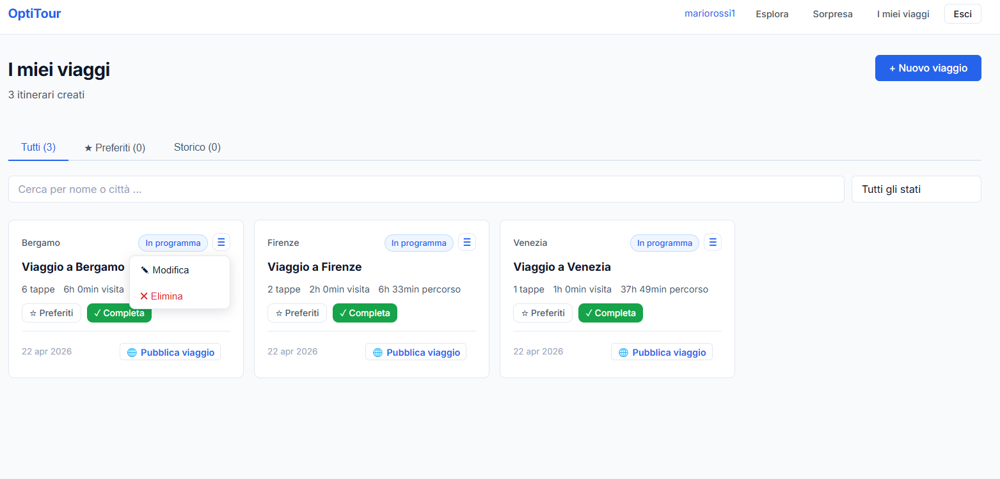 OptiTour mariorossi1 Esplora Sorpresa I miei viaggi Esci
I miei viaggi
+ Nuovo viaggio
3 itinerari creati
Tutti (3) ★ Preferiti (0) Storico (0)
Cerca per nome o città ... Tutti gli stati
Bergamo In programma ☰
Viaggio a Bergamo
✎ Modifica
6 tappe 6h 0min visita
✕ Elimina
☆ Preferiti ✓ Completa
22 apr 2026 🌐 Pubblica viaggio
Firenze In programma ☰
Viaggio a Firenze
2 tappe 2h 0min visita 6h 33min percorso
☆ Preferiti ✓ Completa
22 apr 2026 🌐 Pubblica viaggio
Venezia In programma ☰
Viaggio a Venezia
1 tappe 1h 0min visita 37h 49min percorso
☆ Preferiti ✓ Completa
22 apr 2026 🌐 Pubblica viaggio